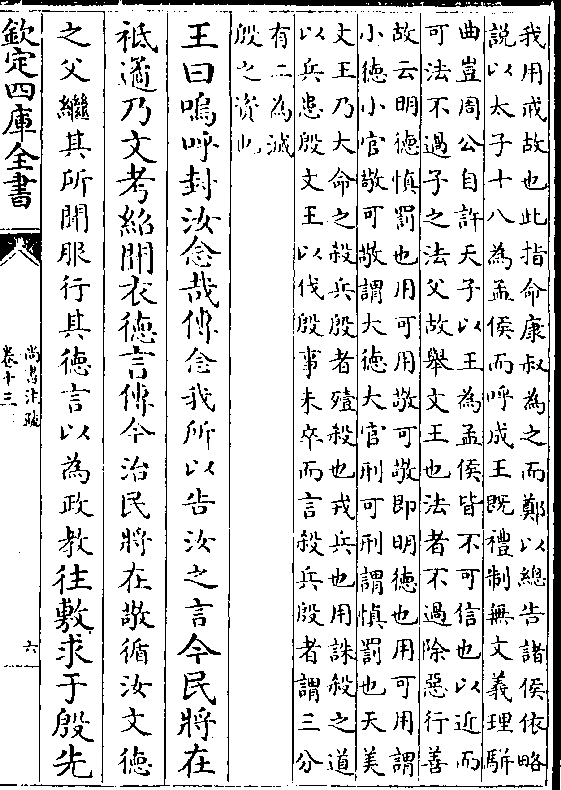 我用戒故也此指命康叔為之而鄭以總告諸侯依略
說以太子十八為孟侯而呼成王既禮制無文義理駢
曲豈周公自許天子以王為孟侯皆不可信也以近而
可法不過子之法父故舉文王也法者不過除惡行善
故云明德慎罰也用可用敬可敬即明德也用可用謂
小德小官敬可敬謂大德大官刑可刑謂慎罰也天美
文王乃大命之殺兵殷者殪殺也戎兵也用誅殺之道
以兵患殷文王以伐殷事未卒而言殺兵殷者謂三分
有二為滅
殷之資也
王曰嗚呼封汝念哉傳念我所以告汝之言今民將在
祗遹乃文考紹聞衣德言傳今治民將在敬循汝文德
之父繼其所聞服行其德言以為政教往敷求于殷先
欽定四庫全書
尚書注疏
卷十三
六